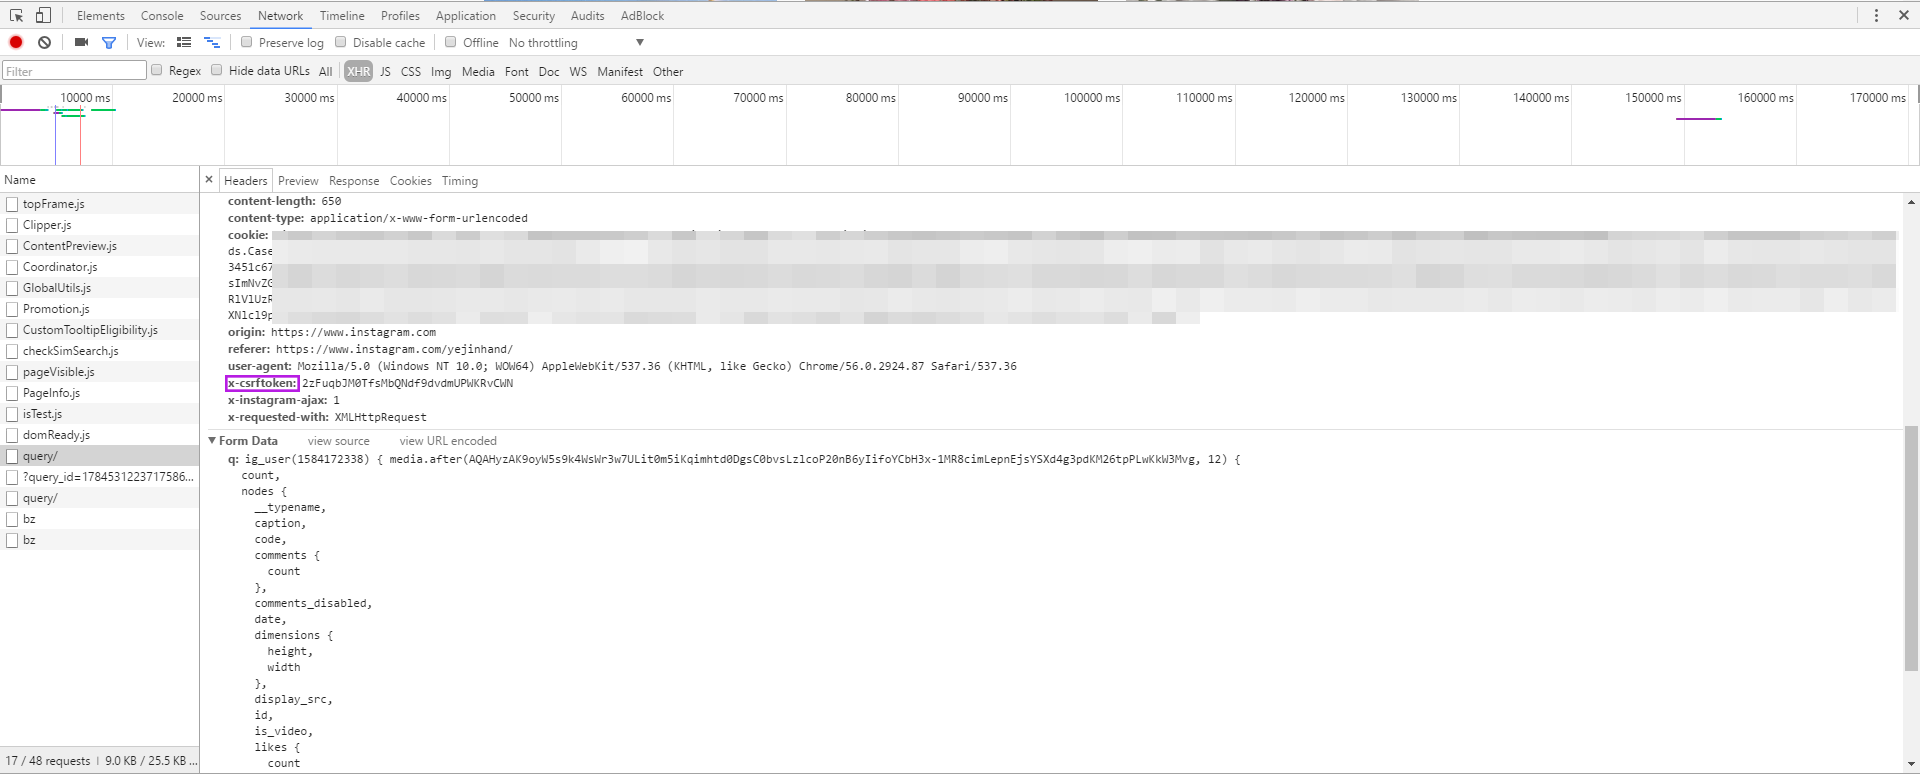 Elements Console Sources Network Timeline Profiles Application Security Audits AdBlock
View: Preserve log Disable cache Offline No throttling
Filter Regex Hide data URLs All XHR JS CSS Img Media Font Doc WS Manifest Other
10000 ms 20000 ms 30000 ms 40000 ms 50000 ms 60000 ms 70000 ms 80000 ms 90000 ms 100000 ms 110000 ms 120000 ms 130000 ms 140000 ms 150000 ms 160000 ms 170000 ms
Name
topFrame.js
Clipper.js
ContentPreview.js
Coordinator.js
GlobalUtils.js
Promotion.js
CustomTooltipEligibility.js
checkSimSearch.js
pageVisible.js
PageInfo.js
isTest.js
domReady.js
query/
?query_id=1784531223717586...
query/
bz
bz
17 / 48 requests | 9.0 KB / 25.5 KB ...
× Headers Preview Response Cookies Timing
content-length: 650
content-type: application/x-www-form-urlencoded
cookie:
ds.Case
3451c67
sImNvZG
RlVlUzR
XNlcl9p
origin: https://www.instagram.com
referer: https://www.instagram.com/yejinhand/
user-agent: Mozilla/5.0 (Windows NT 10.0; WOW64) AppleWebKit/537.36 (KHTML, like Gecko) Chrome/56.0.2924.87 Safari/537.36
x-csrftoken: 2zFuqbJM0TfsMbQNdf9dvdmUPWKRvCWN
x-instagram-ajax: 1
x-requested-with: XMLHttpRequest
Form Data view source view URL encoded
q: ig_user(1584172338) { media.after(AQAHyzAK9oyW5s9k4WsWr3w7ULit0m5iKqimhtd0DgsC0bvsLzlcoP20nB6yIifoYCbH3x-1MR8cimLepnEjsYSXd4g3pdKM26tpPLwKkW3Mvg, 12) {
count,
nodes {
__typename,
caption,
code,
comments {
count
},
comments_disabled,
date,
dimensions {
height,
width
},
display_src,
id,
is_video,
likes {
count